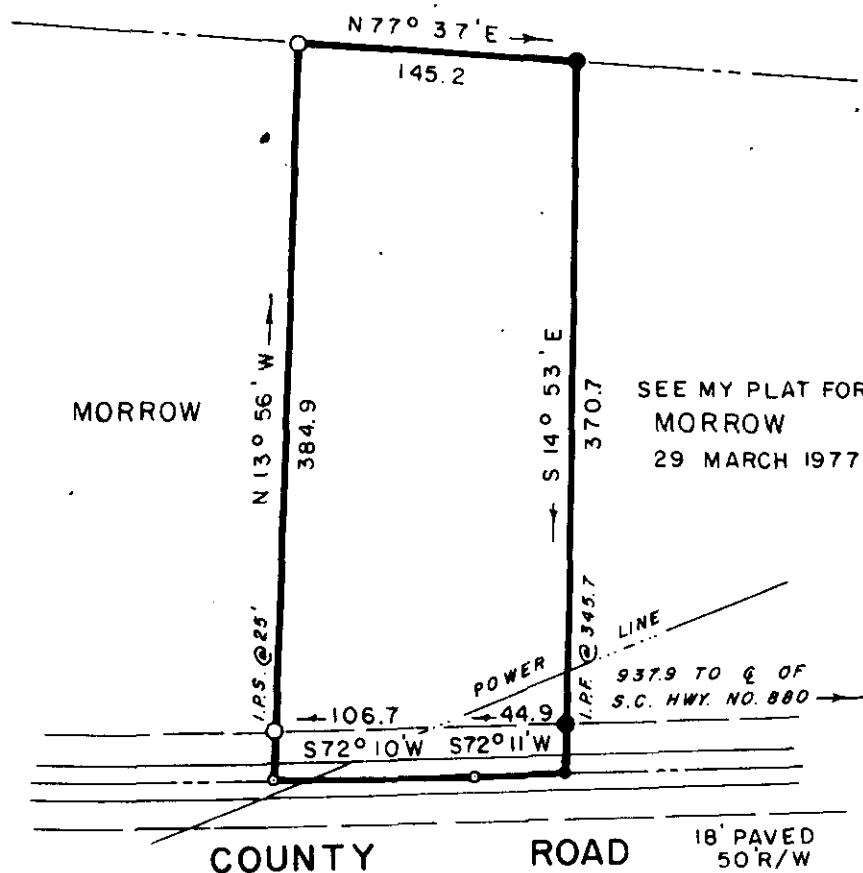 N 77° 37' E
145.2
N 13° 56' W
384.9
S 14° 53' E
370.7
MORROW
SEE MY PLAT FOR
MORROW
29 MARCH 1977
I.P.S. @ 25'
I.P.F. @ 345.7
POWER LINE
937.9 TO ℄ OF
S.C. HWY. NO. 880
106.7
44.9
S72° 10' W
S72° 11' W
COUNTY ROAD
18' PAVED
50' R/W